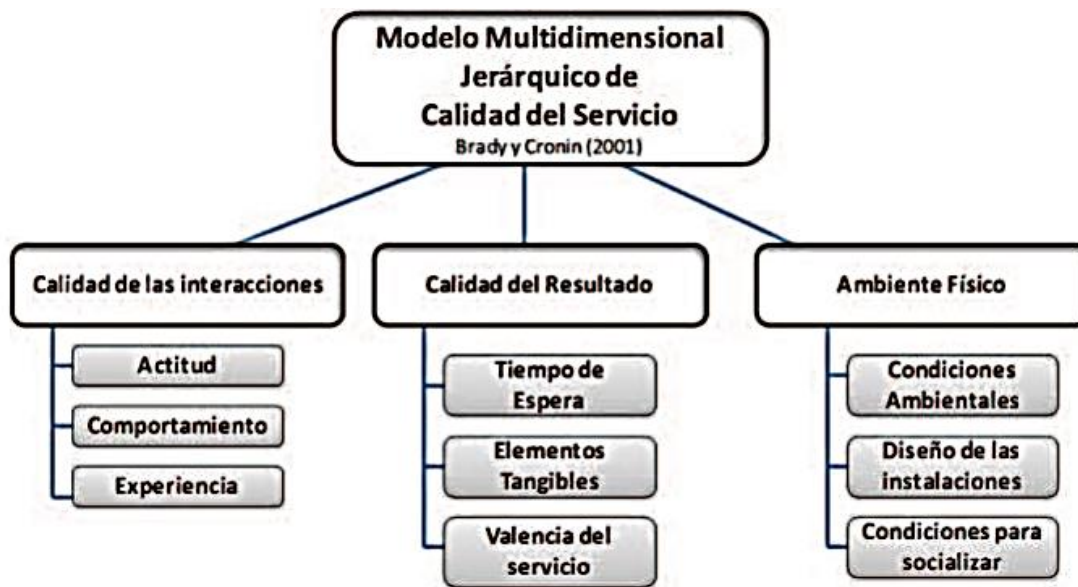 Modelo Multidimensional
Jerárquico de
Calidad del Servicio
Brady y Cronin (2001)
Calidad de las interacciones
Actitud
Comportamiento
Experiencia
Calidad del Resultado
Tiempo de
Espera
Elementos
Tangibles
Valencia del
servicio
Ambiente Físico
Condiciones
Ambientales
Diseño de las
instalaciones
Condiciones para
socializar